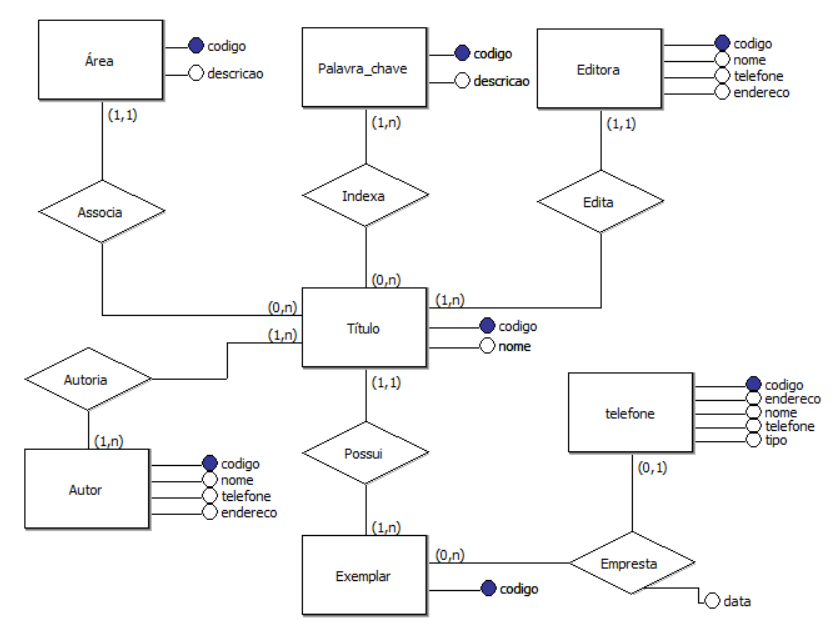 Área
codigo
descricao
(1,1)
Palavra_chave
codigo
descricao
(1,n)
Editora
codigo
nome
telefone
endereco
(1,1)
Associa
Indexa
Edita
(0,n)
(0,n)
(1,n)
Título
codigo
nome
(1,n)
(1,1)
Autoria
(1,n)
Autor
codigo
nome
telefone
endereco
Possui
(1,n)
telefone
codigo
endereco
nome
telefone
tipo
(0,1)
Exemplar
codigo
(0,n)
Empresta
data